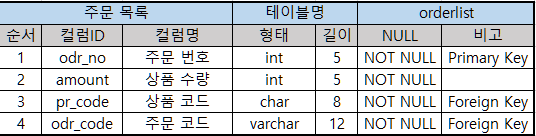 주문 목록 테이블명 orderlist
순서 컬럼ID 컬럼명 형태 길이 NULL 비고
1 odr_no 주문 번호 int 5 NOT NULL Primary Key
2 amount 상품 수량 int 5 NOT NULL
3 pr_code 상품 코드 char 8 NOT NULL Foreign Key
4 odr_code 주문 코드 varchar 12 NOT NULL Foreign Key